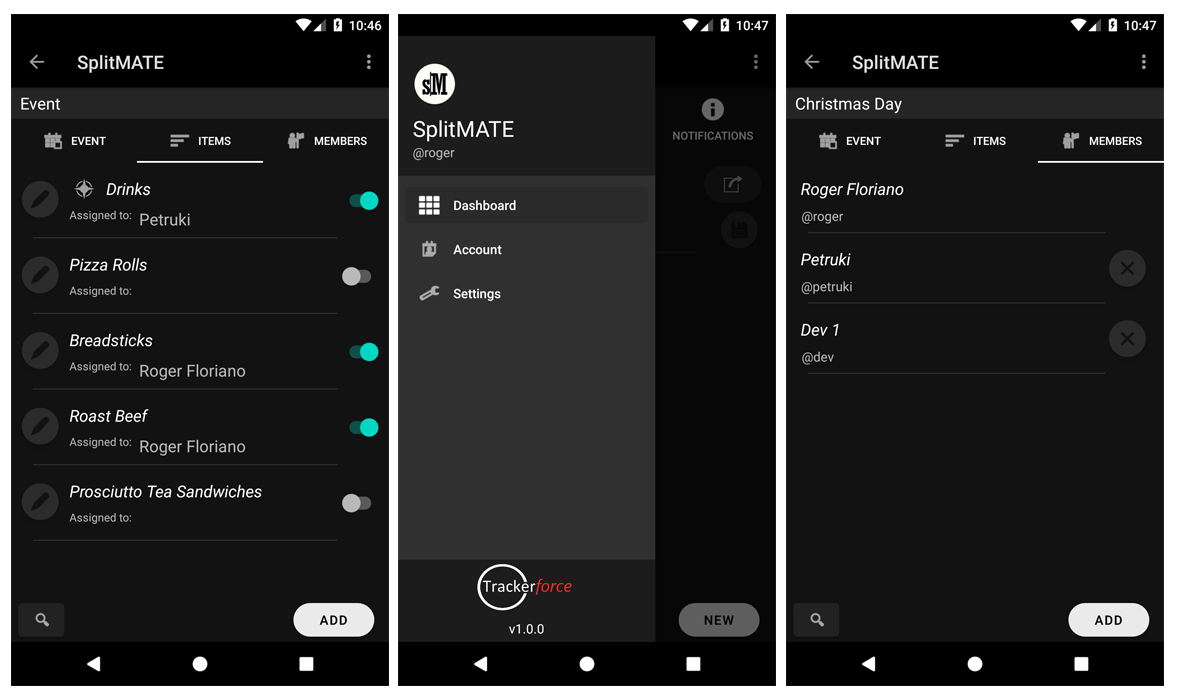 10:46
SplitMATE
Event
EVENT ITEMS MEMBERS
Drinks
Assigned to: Petruki
Pizza Rolls
Assigned to:
Breadsticks
Assigned to: Roger Floriano
Roast Beef
Assigned to: Roger Floriano
Prosciutto Tea Sandwiches
Assigned to:
ADD
10:47
sM
SplitMATE
@roger
NOTIFICATIONS
Dashboard
Account
Settings
Trackerforce
v1.0.0
NEW
10:47
SplitMATE
Christmas Day
EVENT ITEMS MEMBERS
Roger Floriano
@roger
Petruki
@petruki
Dev 1
@dev
ADD